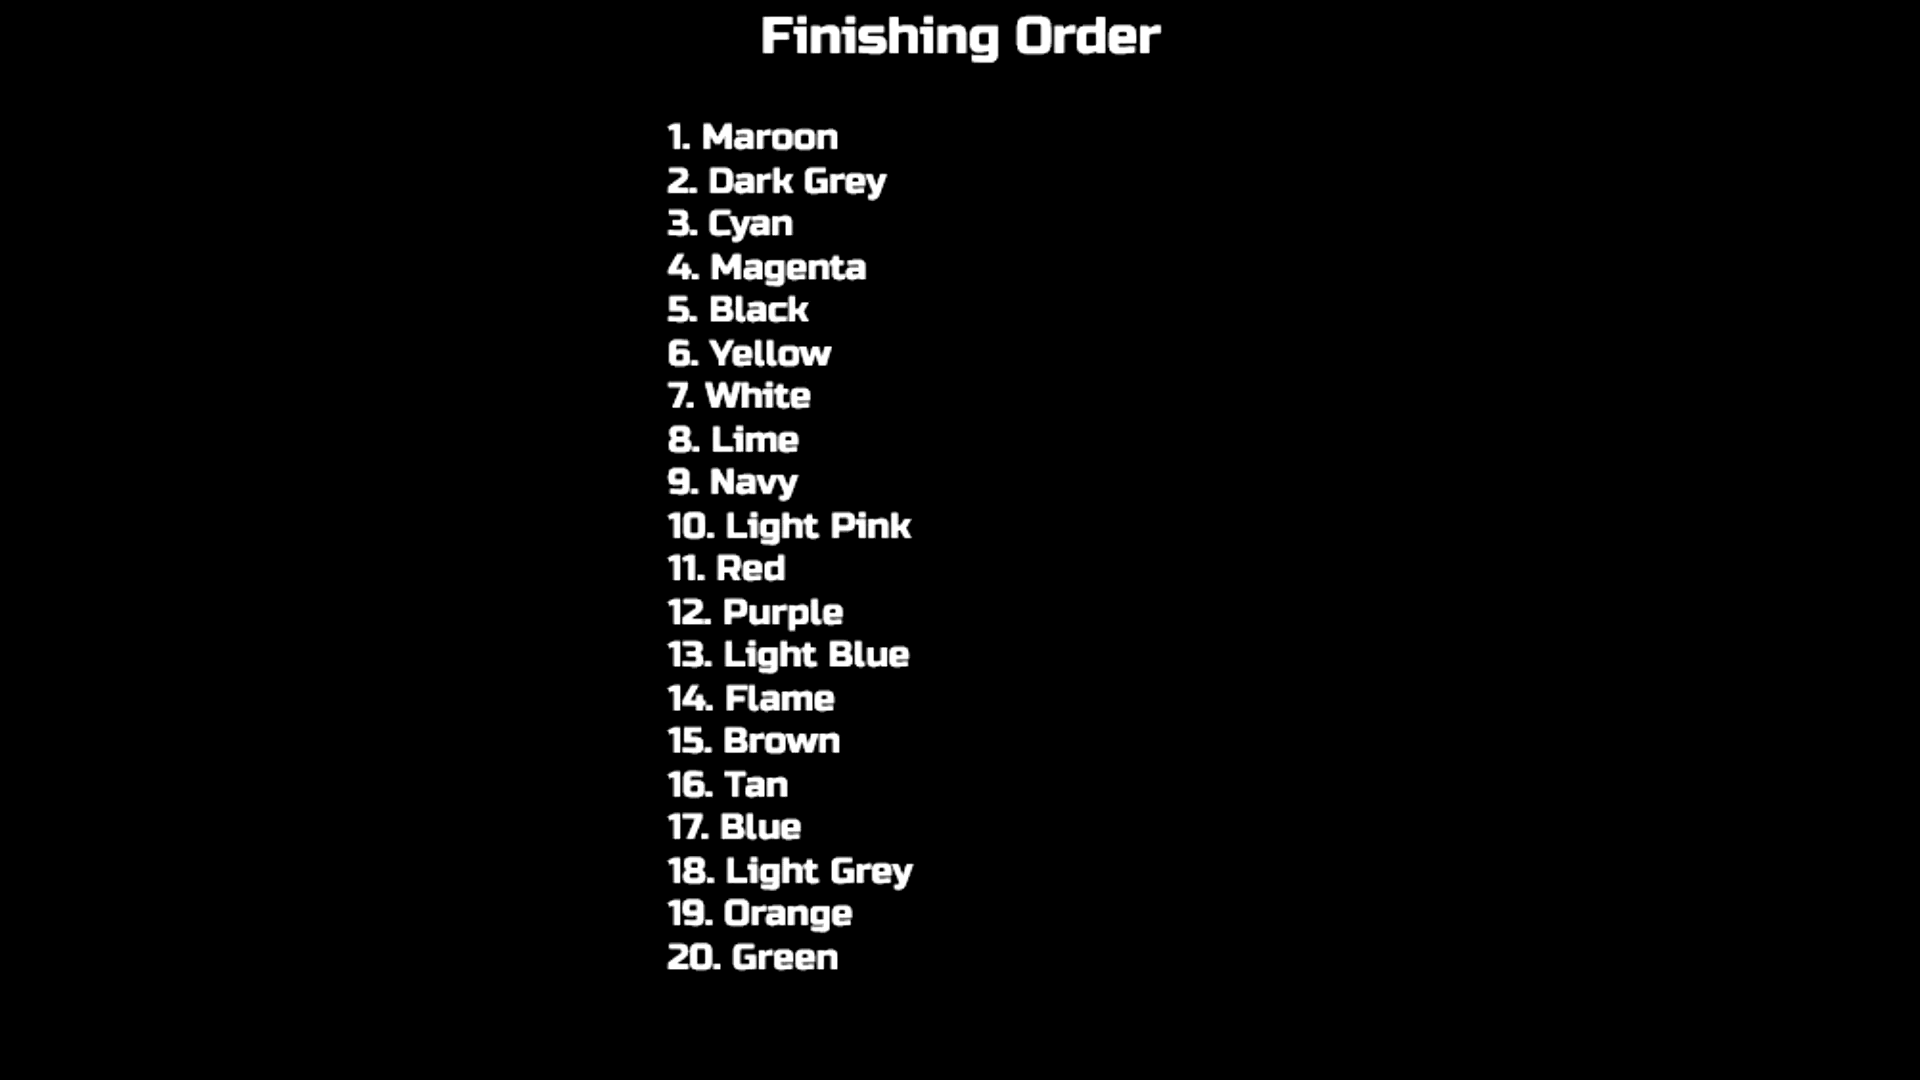 Finishing Order
1. Maroon
2. Dark Grey
3. Cyan
4. Magenta
5. Black
6. Yellow
7. White
8. Lime
9. Navy
10. Light Pink
11. Red
12. Purple
13. Light Blue
14. Flame
15. Brown
16. Tan
17. Blue
18. Light Grey
19. Orange
20. Green